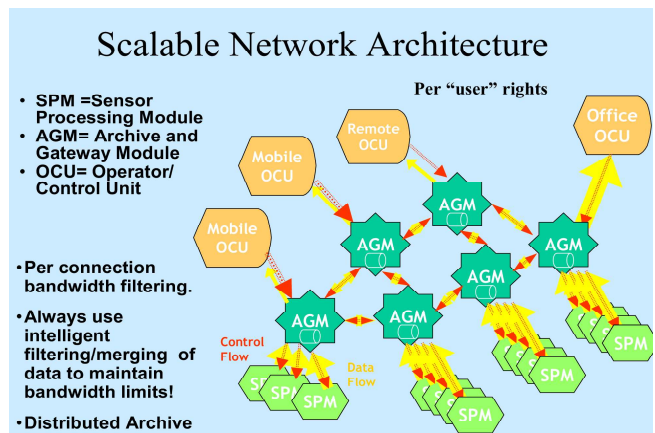 Scalable Network Architecture
• SPM =Sensor
Processing Module
• AGM= Archive and
Gateway Module
• OCU= Operator/
Control Unit
Per “user” rights
Office
OCU
Remote
OCU
Mobile
OCU
Mobile
OCU
AGM
AGM
AGM
AGM
AGM
AGM
•Per connection
bandwidth filtering.
•Always use
intelligent
filtering/merging of
data to maintain
bandwidth limits!
• Distributed Archive
Control
Flow
Data
Flow
SPM
SPM
SPM
SPM